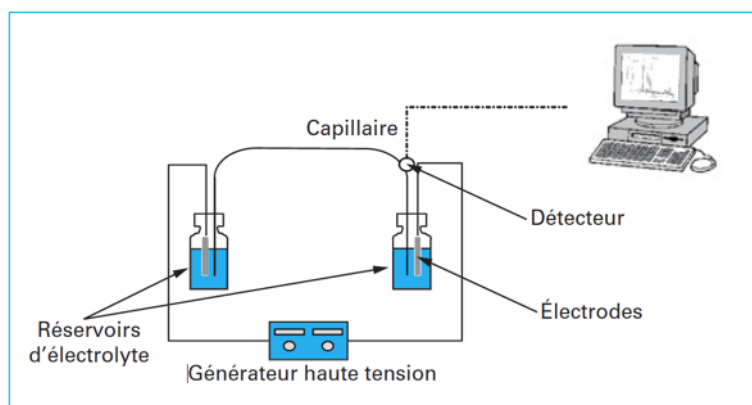 Capillaire
Détecteur
Électrodes
Réservoirs
d'électrolyte
Générateur haute tension